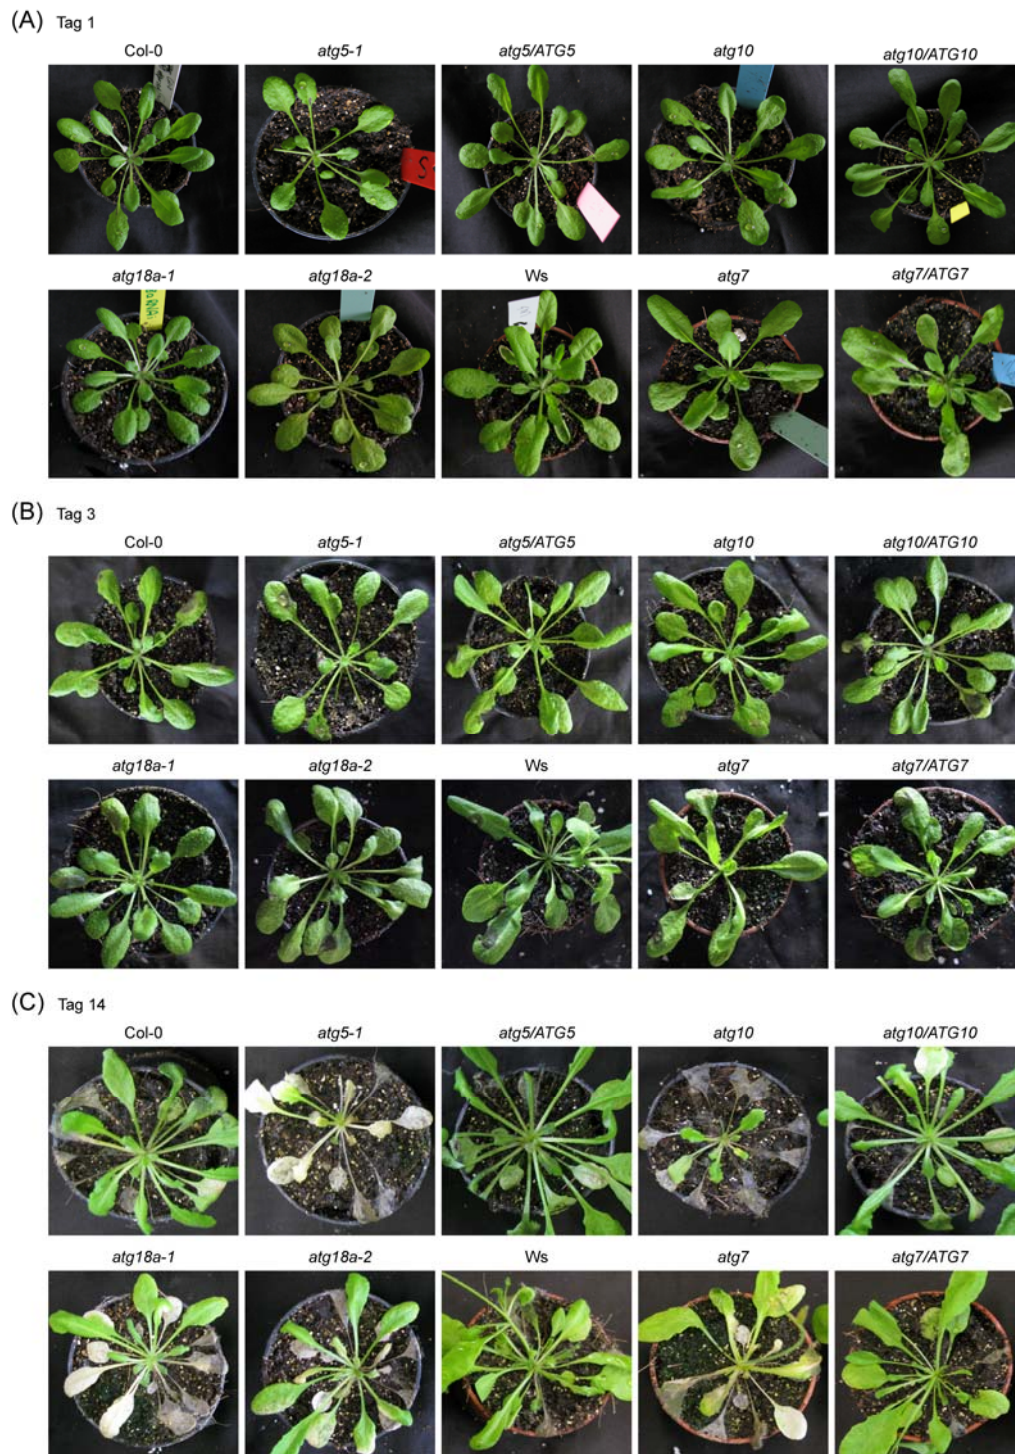 (A) Tag 1
Col-0 atg5-1 atg5/ATG5 atg10 atg10/ATG10
atg18a-1 atg18a-2 Ws atg7 atg7/ATG7
(B) Tag 3
Col-0 atg5-1 atg5/ATG5 atg10 atg10/ATG10
atg18a-1 atg18a-2 Ws atg7 atg7/ATG7
(C) Tag 14
Col-0 atg5-1 atg5/ATG5 atg10 atg10/ATG10
atg18a-1 atg18a-2 Ws atg7 atg7/ATG7